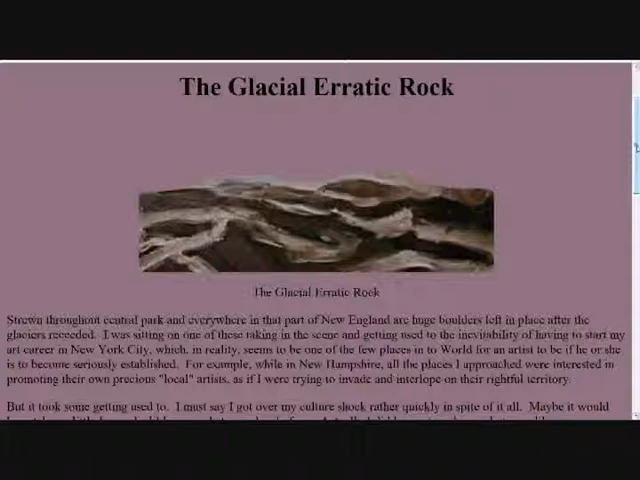 The Glacial Erratic Rock
The Glacial Erratic Rock
Strewn throughout central park and everywhere in that part of New England are huge boulders left in place after the
glaciers receeded. I was sitting on one of these taking in the scene and getting used to the inevitability of having to start my
art career in New York City, which, in reality, seems to be one of the few places in to World for an artist to be if he or she
is to become seriously established. For example, while in New Hampshire, all the places I approached were interested in
promoting their own precious "local" artists, as if I were trying to invade and interlope on their rightful territory.
But it took some getting used to. I must say I got over my culture shock rather quickly in spite of it all. Maybe it would